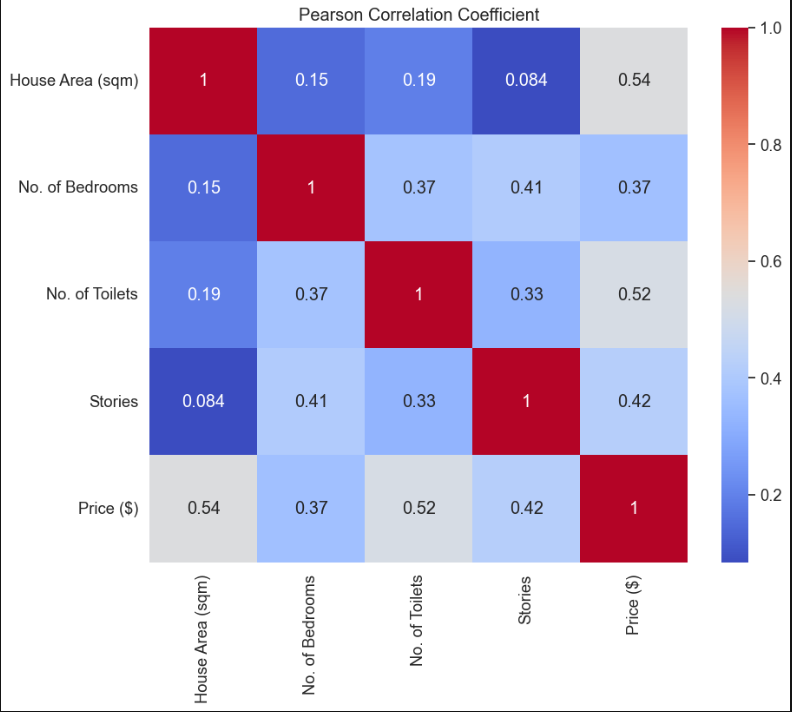 Pearson Correlation Coefficient
House Area (sqm) 1 0.15 0.19 0.084 0.54
No. of Bedrooms 0.15 1 0.37 0.41 0.37
No. of Toilets 0.19 0.37 1 0.33 0.52
Stories 0.084 0.41 0.33 1 0.42
Price ($) 0.54 0.37 0.52 0.42 1
House Area (sqm)
No. of Bedrooms
No. of Toilets
Stories
Price ($)
1.0
0.8
0.6
0.4
0.2